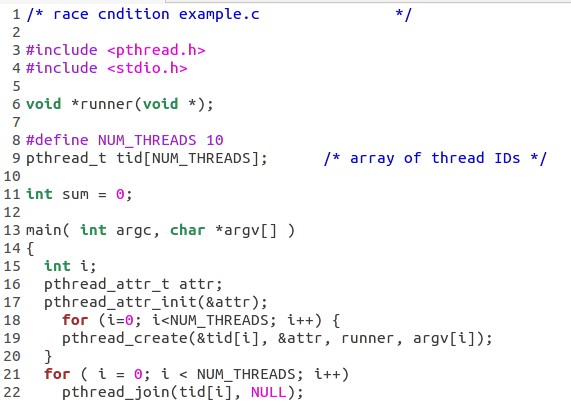 1 /* race cndition example.c */
2
3 #include <pthread.h>
4 #include <stdio.h>
5
6 void *runner(void *);
7
8 #define NUM_THREADS 10
9 pthread_t tid[NUM_THREADS]; /* array of thread IDs */
10
11 int sum = 0;
12
13 main( int argc, char *argv[] )
14 {
15 int i;
16 pthread_attr_t attr;
17 pthread_attr_init(&attr);
18 for (i=0; i<NUM_THREADS; i++) {
19 pthread_create(&tid[i], &attr, runner, argv[i]);
20 }
21 for ( i = 0; i < NUM_THREADS; i++)
22 pthread_join(tid[i], NULL);